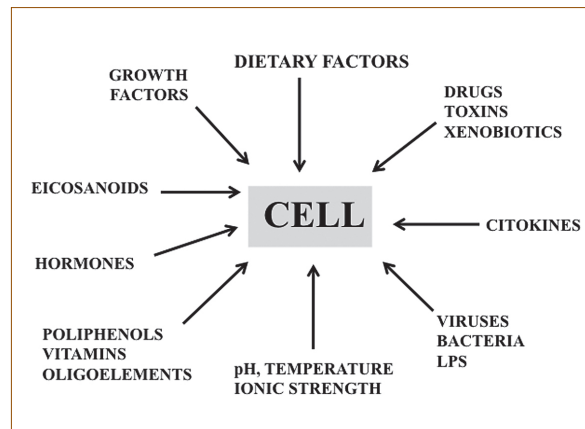 DIETARY FACTORS
GROWTH
FACTORS
DRUGS
TOXINS
XENOBIOTICS
EICOSANOIDS
CELL
CITOKINES
HORMONES
POLIPHENOLS
VITAMINS
OLIGOELEMENTS
pH, TEMPERATURE
IONIC STRENGTH
VIRUSES
BACTERIA
LPS